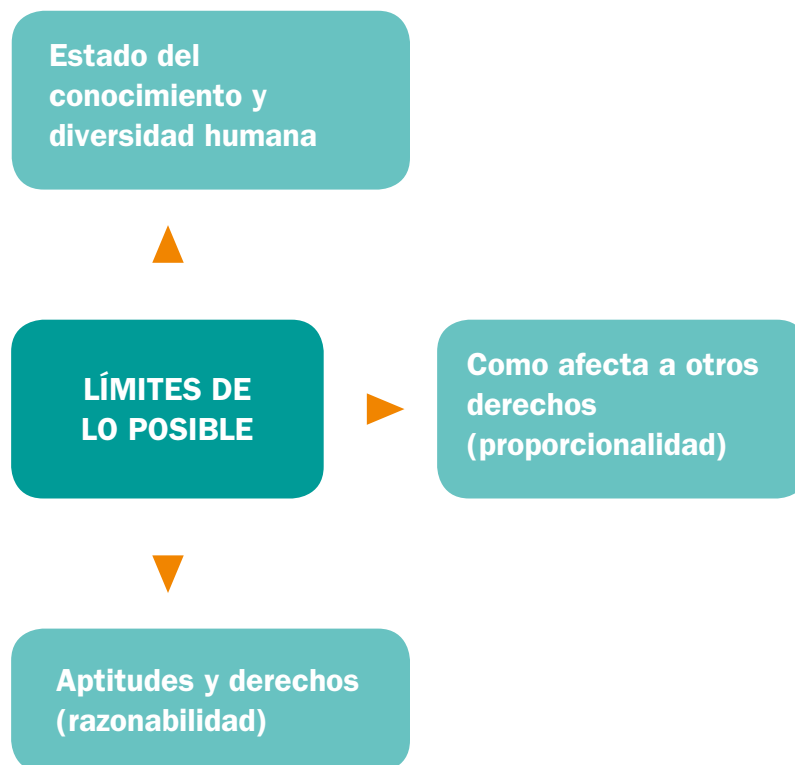 Estado del
conocimiento y
diversidad humana
LÍMITES DE
LO POSIBLE
Como afecta a otros
derechos
(proporcionalidad)
Aptitudes y derechos
(razonabilidad)